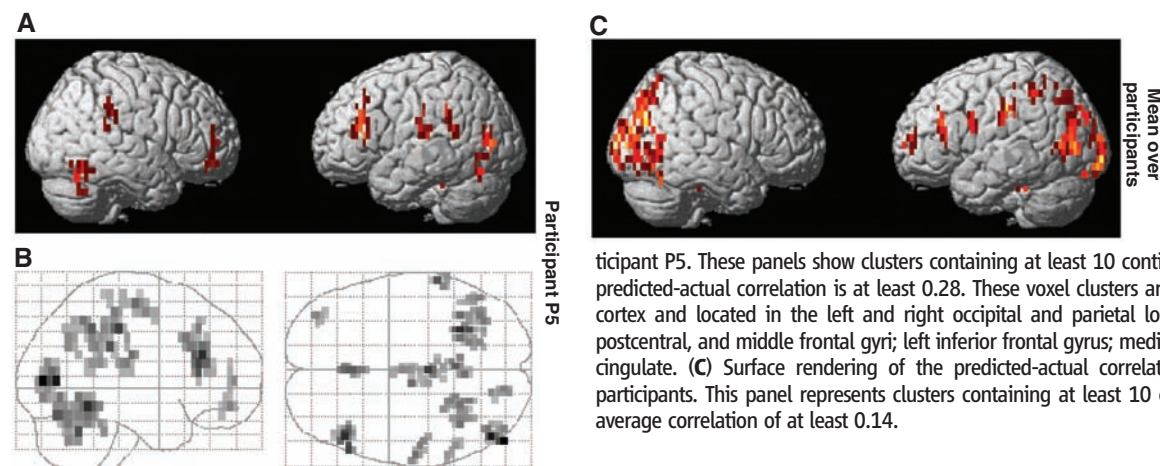 A
C
Mean over
participants
Participant P5
B
ticipant P5. These panels show clusters containing at least 10 conti
predicted-actual correlation is at least 0.28. These voxel clusters ar
cortex and located in the left and right occipital and parietal lo
postcentral, and middle frontal gyri; left inferior frontal gyrus; medi
cingulate. (C) Surface rendering of the predicted-actual correlat
participants. This panel represents clusters containing at least 10
average correlation of at least 0.14.